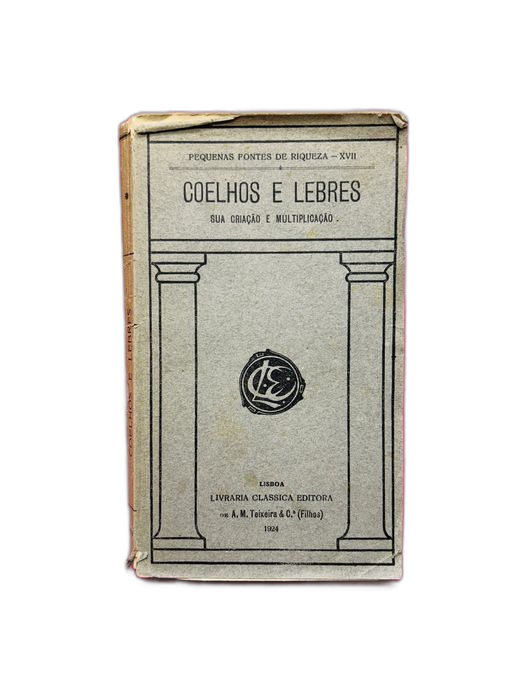 PEQUENAS FONTES DE RIQUEZA – XVII
COELHOS E LEBRES
SUA CRIAÇÃO E MULTIPLICAÇÃO .
LISBOA
LIVRARIA CLASSICA EDITORA
DE A. M. Teixeira & C.ª (Filhos)
1924
COELHOS E LEBRES